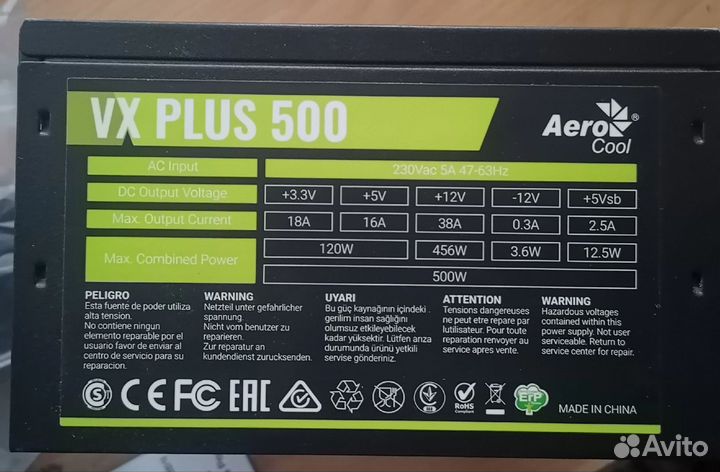 VX PLUS 500
Aero Cool ®
AC Input 230Vac 5A 47-63Hz
DC Output Voltage +3.3V +5V +12V -12V +5Vsb
Max. Output Current 18A 16A 38A 0.3A 2.5A
Max. Combined Power 120W 456W 3.6W 12.5W
500W
PELIGRO
Esta fuente de poder utiliza
alta tension.
No contiene ningun
elemento reparable por el
usuario favor de enviar al
centro de servicio para su
reparacion.
WARNING
Netzteil unter gefahrlicher
spannung.
Nicht vom benutzer zu
reparieren.
Zur reparatur an
kundendienst zurucksenden.
UYARI
Bu güç kaynağının içindeki
gerilim insan sağlığını
olumsuz etkileyebilecek
kadar yüksektir. Lütfen arıza
durumunda ürünü yetkili
servise gönderiniz.
ATTENTION
Tensions dangereuses
ne peut etre repare par
lutilisateur. Pour toute
reparation renvoyer au
service apres vente.
WARNING
Hazardous voltages
contained within this
power supply. Not user
serviceable. Return to
service center for repair.
S CE FC EAC RoHS Compliant ErP MADE IN CHINA
Avito